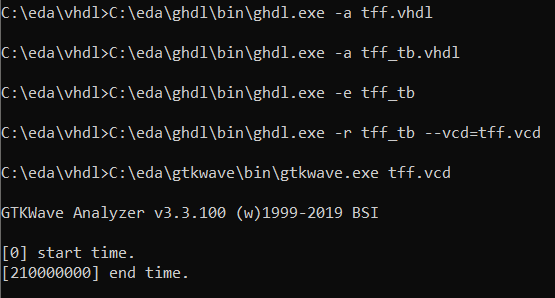 C:\eda\vhdl>C:\eda\ghdl\bin\ghdl.exe -a tff.vhdl
C:\eda\vhdl>C:\eda\ghdl\bin\ghdl.exe -a tff_tb.vhdl
C:\eda\vhdl>C:\eda\ghdl\bin\ghdl.exe -e tff_tb
C:\eda\vhdl>C:\eda\ghdl\bin\ghdl.exe -r tff_tb --vcd=tff.vcd
C:\eda\vhdl>C:\eda\gtkwave\bin\gtkwave.exe tff.vcd
GTKWave Analyzer v3.3.100 (w)1999-2019 BSI
[0] start time.
[210000000] end time.